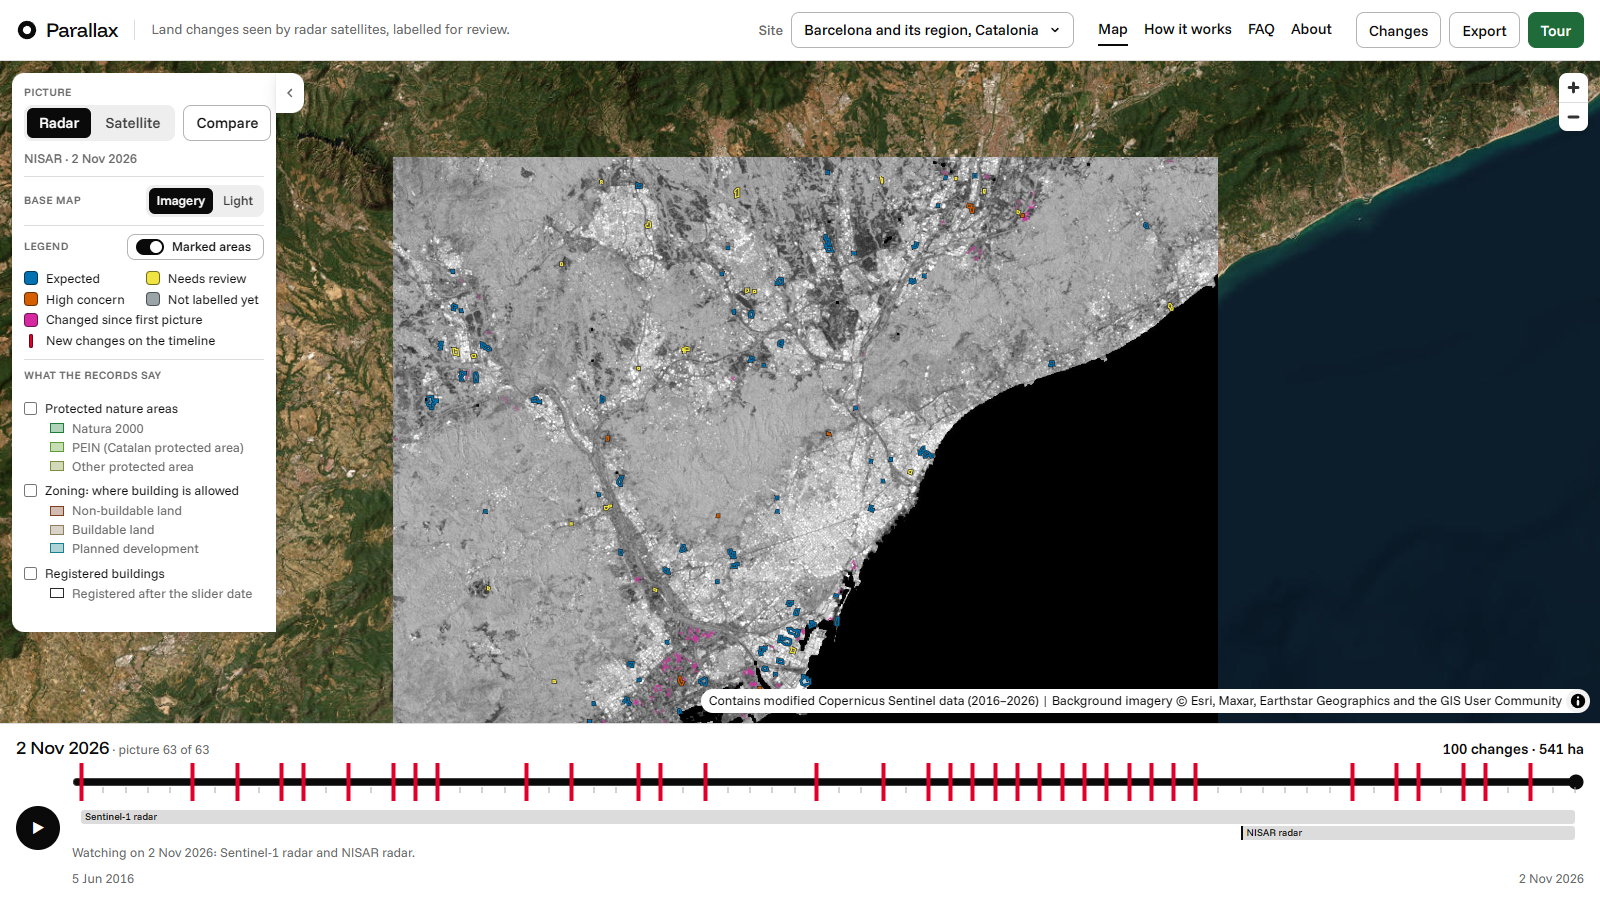 Parallax
Land changes seen by radar satellites, labelled for review.
Site
Barcelona and its region, Catalonia
Map
How it works
FAQ
About
Changes
Export
Tour
PICTURE
Radar
Satellite
Compare
NISAR · 2 Nov 2026
BASE MAP
Imagery
Light
LEGEND
Marked areas
Expected
Needs review
High concern
Not labelled yet
Changed since first picture
New changes on the timeline
WHAT THE RECORDS SAY
Protected nature areas
Natura 2000
PEIN (Catalan protected area)
Other protected area
Zoning: where building is allowed
Non-buildable land
Buildable land
Planned development
Registered buildings
Registered after the slider date
Contains modified Copernicus Sentinel data (2016–2026) | Background imagery © Esri, Maxar, Earthstar Geographics and the GIS User Community
2 Nov 2026 · picture 63 of 63
100 changes · 541 ha
Sentinel-1 radar
NISAR radar
Watching on 2 Nov 2026: Sentinel-1 radar and NISAR radar.
5 Jun 2016
2 Nov 2026